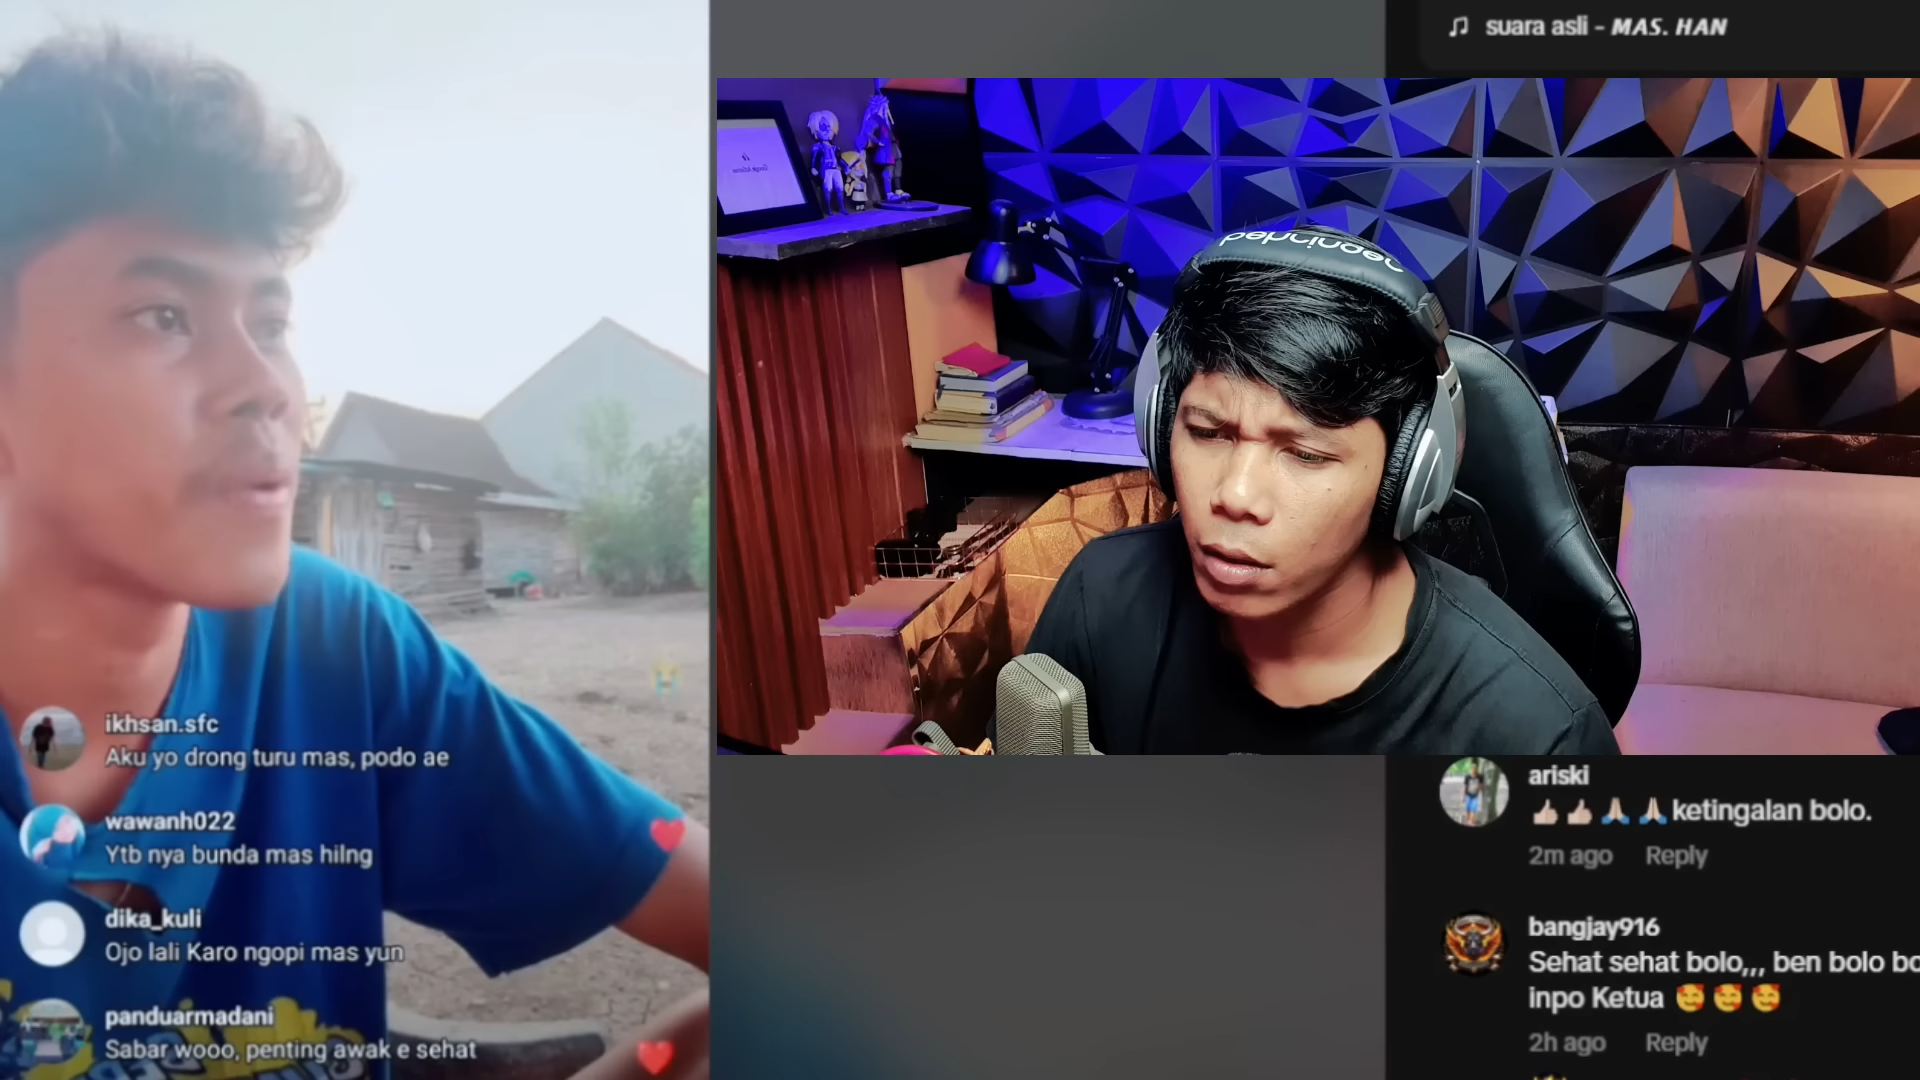 suara asli - MAS. HAN
ikhsan.sfc
Aku yo drong turu mas, podo ae
wawanh022
Ytb nya bunda mas hilng
dika_kuli
Ojo lali Karo ngopi mas yun
panduarmadani
Sabar wooo, penting awak e sehat
ariski
👍🏼👍🏼🙏🏼🙏🏼ketingalan bolo.
2m ago Reply
bangjay916
Sehat sehat bolo,,, ben bolo bo
inpo Ketua 🥰🥰🥰
2h ago Reply